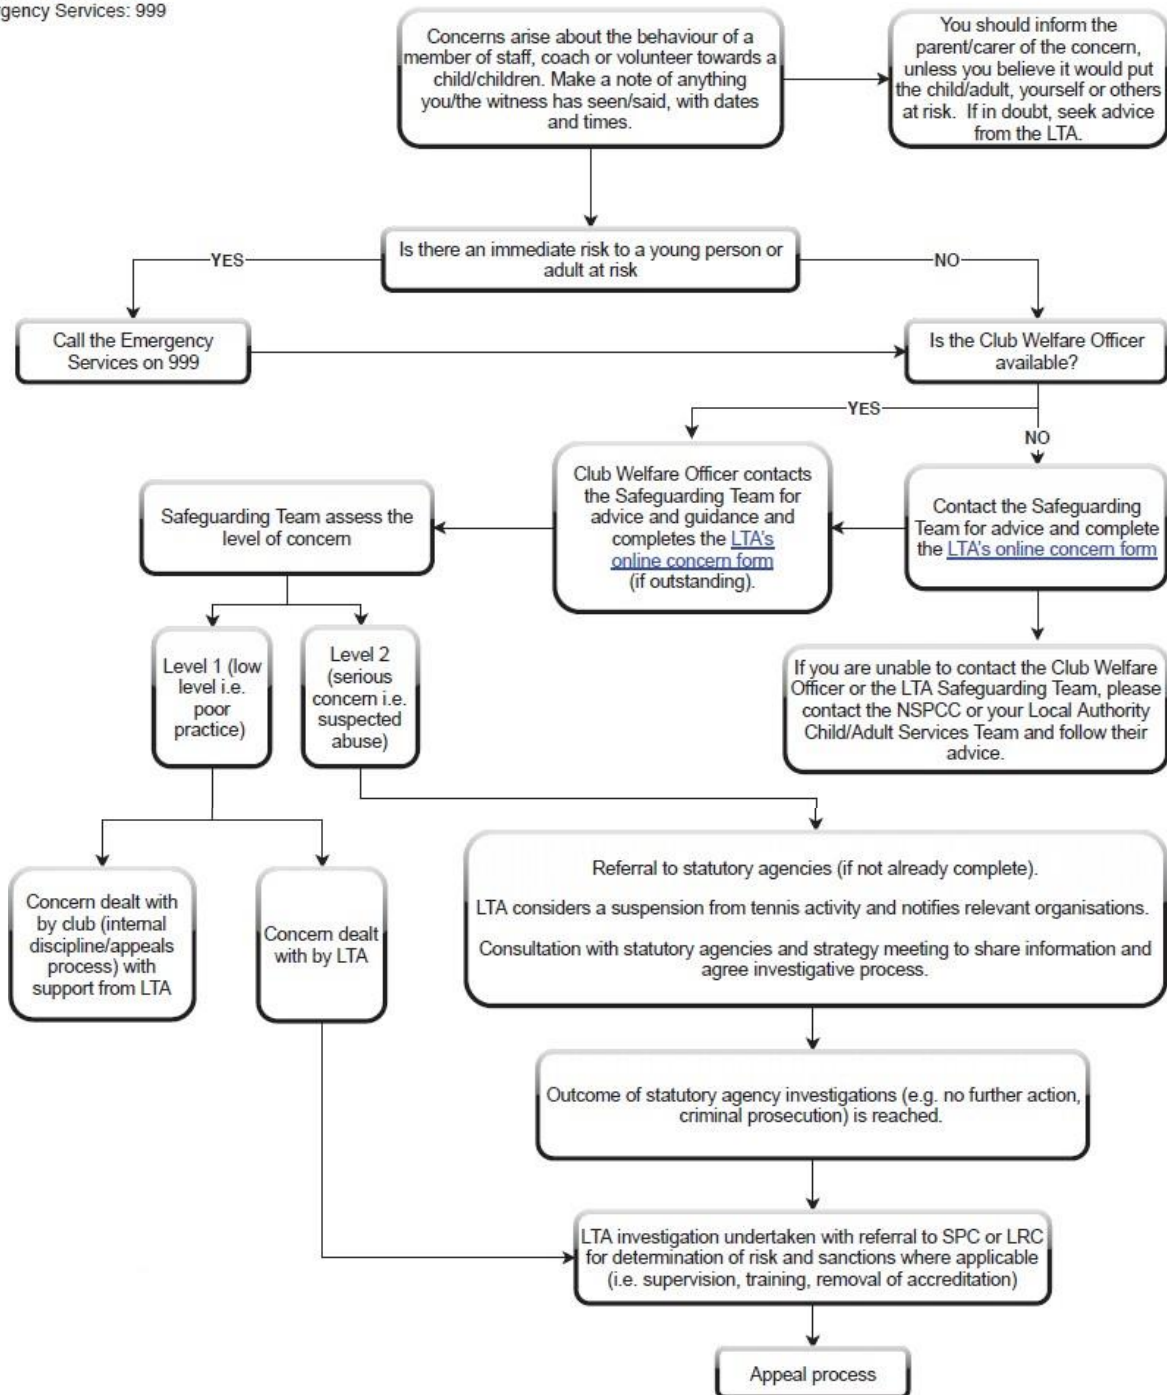 gency Services: 999
Concerns arise about the behaviour of a
member of staff, coach or volunteer towards a
child/children. Make a note of anything
you/the witness has seen/said, with dates
and times.
You should inform the
parent/carer of the concern,
unless you believe it would put
the child/adult, yourself or others
at risk. If in doubt, seek advice
from the LTA.
Is there an immediate risk to a young person or
adult at risk
YES
NO
Call the Emergency
Services on 999
Is the Club Welfare Officer
available?
YES
NO
Club Welfare Officer contacts
the Safeguarding Team for
advice and guidance and
completes the LTA's
online concern form
(if outstanding).
Contact the Safeguarding
Team for advice and complete
the LTA's online concern form
Safeguarding Team assess the
level of concern
Level 1 (low
level i.e.
poor
practice)
Level 2
(serious
concern i.e.
suspected
abuse)
If you are unable to contact the Club Welfare
Officer or the LTA Safeguarding Team, please
contact the NSPCC or your Local Authority
Child/Adult Services Team and follow their
advice.
Concern dealt with
by club (internal
discipline/appeals
process) with
support from LTA
Concern dealt
with by LTA
Referral to statutory agencies (if not already complete).
LTA considers a suspension from tennis activity and notifies relevant organisations.
Consultation with statutory agencies and strategy meeting to share information and
agree investigative process.
Outcome of statutory agency investigations (e.g. no further action,
criminal prosecution) is reached.
LTA investigation undertaken with referral to SPC or LRC
for determination of risk and sanctions where applicable
(i.e. supervision, training, removal of accreditation)
Appeal process